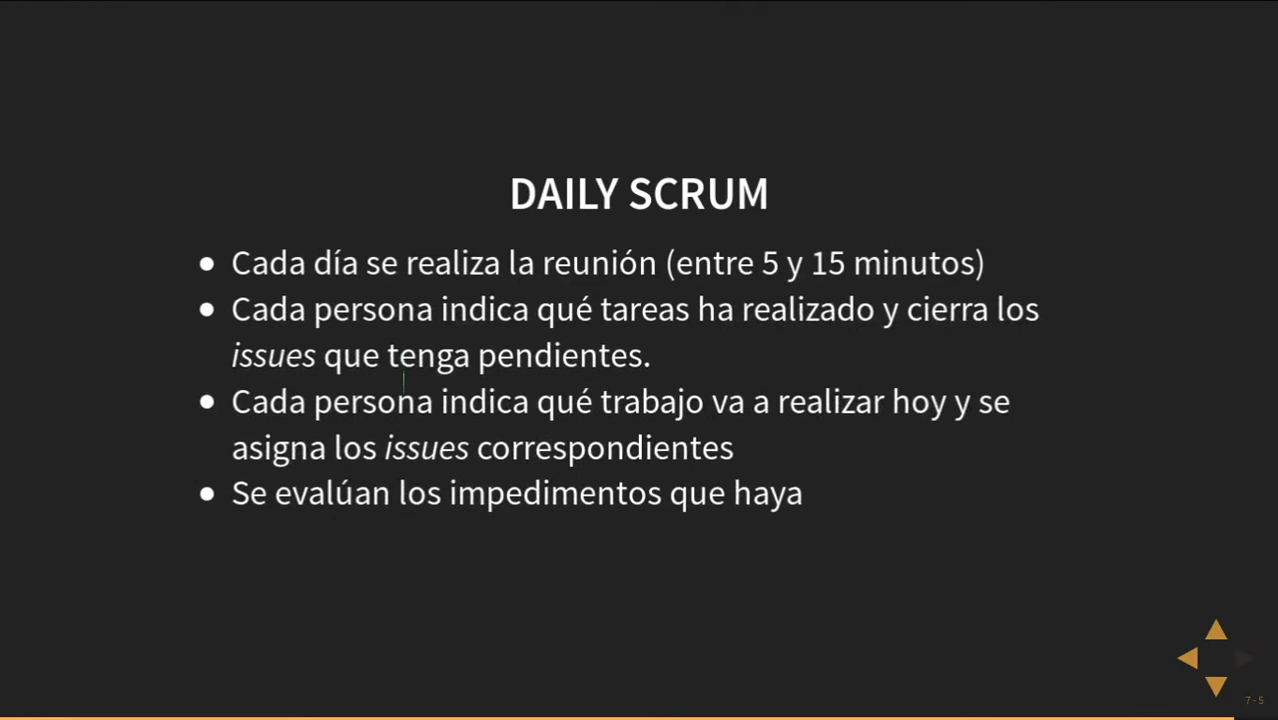 DAILY SCRUM
• Cada día se realiza la reunión (entre 5 y 15 minutos)
• Cada persona indica qué tareas ha realizado y cierra los
issues que tenga pendientes.
• Cada persona indica qué trabajo va a realizar hoy y se
asigna los issues correspondientes
• Se evalúan los impedimentos que haya
7 - 5